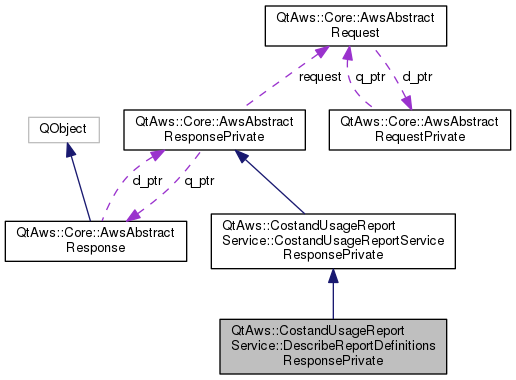 QtAws::Core::AwsAbstract
Request
request
q_ptr
d_ptr
QObject
QtAws::Core::AwsAbstract
ResponsePrivate
QtAws::Core::AwsAbstract
RequestPrivate
d_ptr
q_ptr
QtAws::Core::AwsAbstract
Response
QtAws::CostandUsageReport
Service::CostandUsageReportService
ResponsePrivate
QtAws::CostandUsageReport
Service::DescribeReportDefinitions
ResponsePrivate